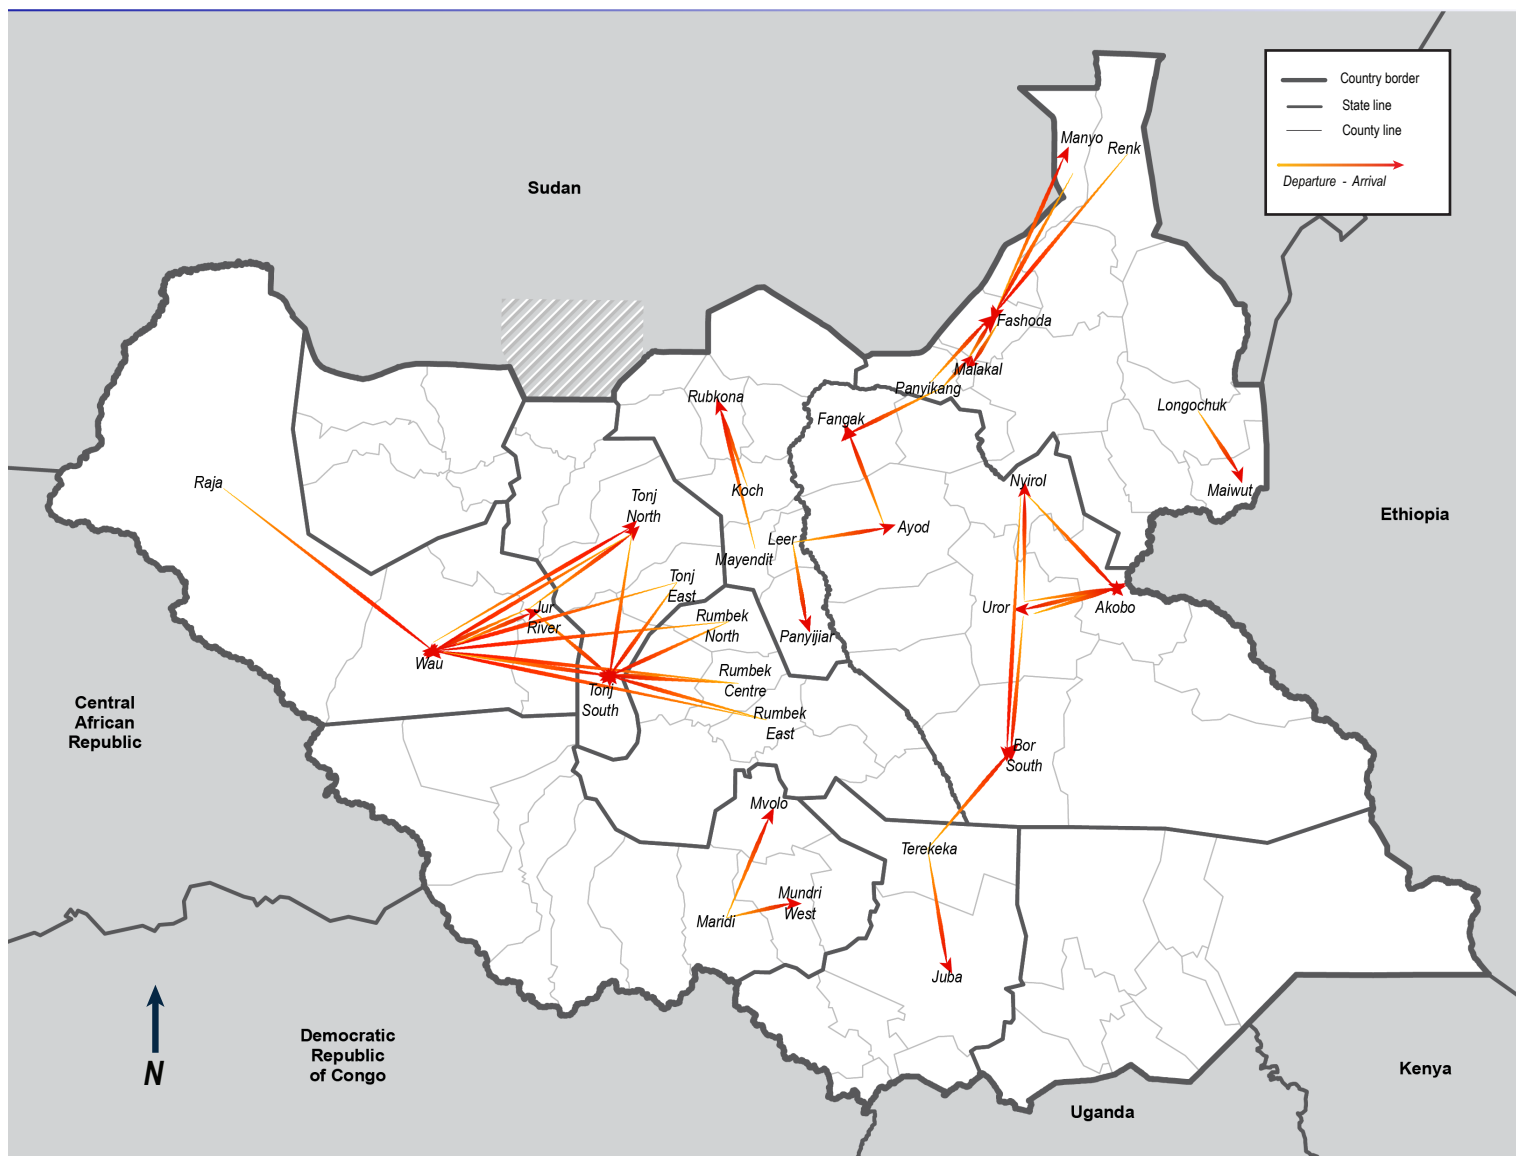 Country border
State line
County line
Departure - Arrival
Manyo
Renk
Sudan
Fashoda
Malakal
Panyikang
Rubkona
Fangak
Longochuk
Raja
Koch
Nyirol
Maiwut
Tonj
North
Ethiopia
Ayod
Leer
Mayendit
Tonj
East
Jur
River
Uror
Akobo
Rumbek
North
Panyijiar
Wau
Rumbek
Centre
Tonj
South
Central
African
Republic
Rumbek
East
Bor
South
Mvolo
Terekeka
Mundri
West
Maridi
Juba
Democratic
Republic
of Congo
N
Kenya
Uganda